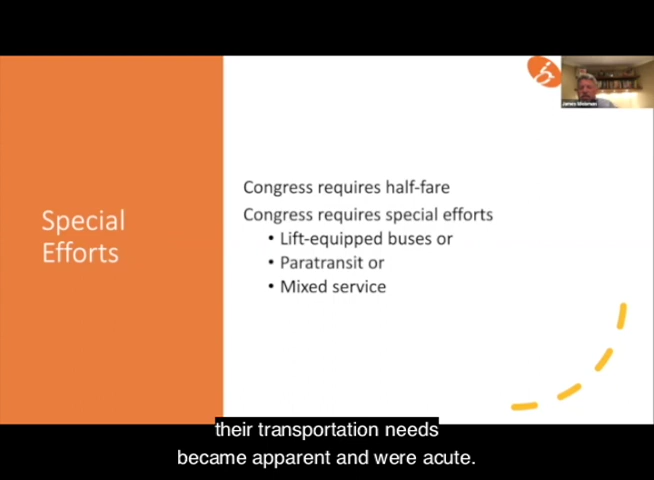 Special
Efforts
Congress requires half-fare
Congress requires special efforts
• Lift-equipped buses or
• Paratransit or
• Mixed service
their transportation needs
became apparent and were acute.